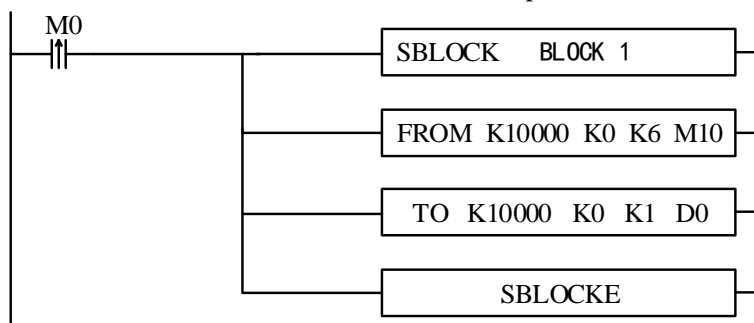 M0
SBLOCK BLOCK 1
FROM K10000 K0 K6 M10
TO K10000 K0 K1 D0
SBLOCKE